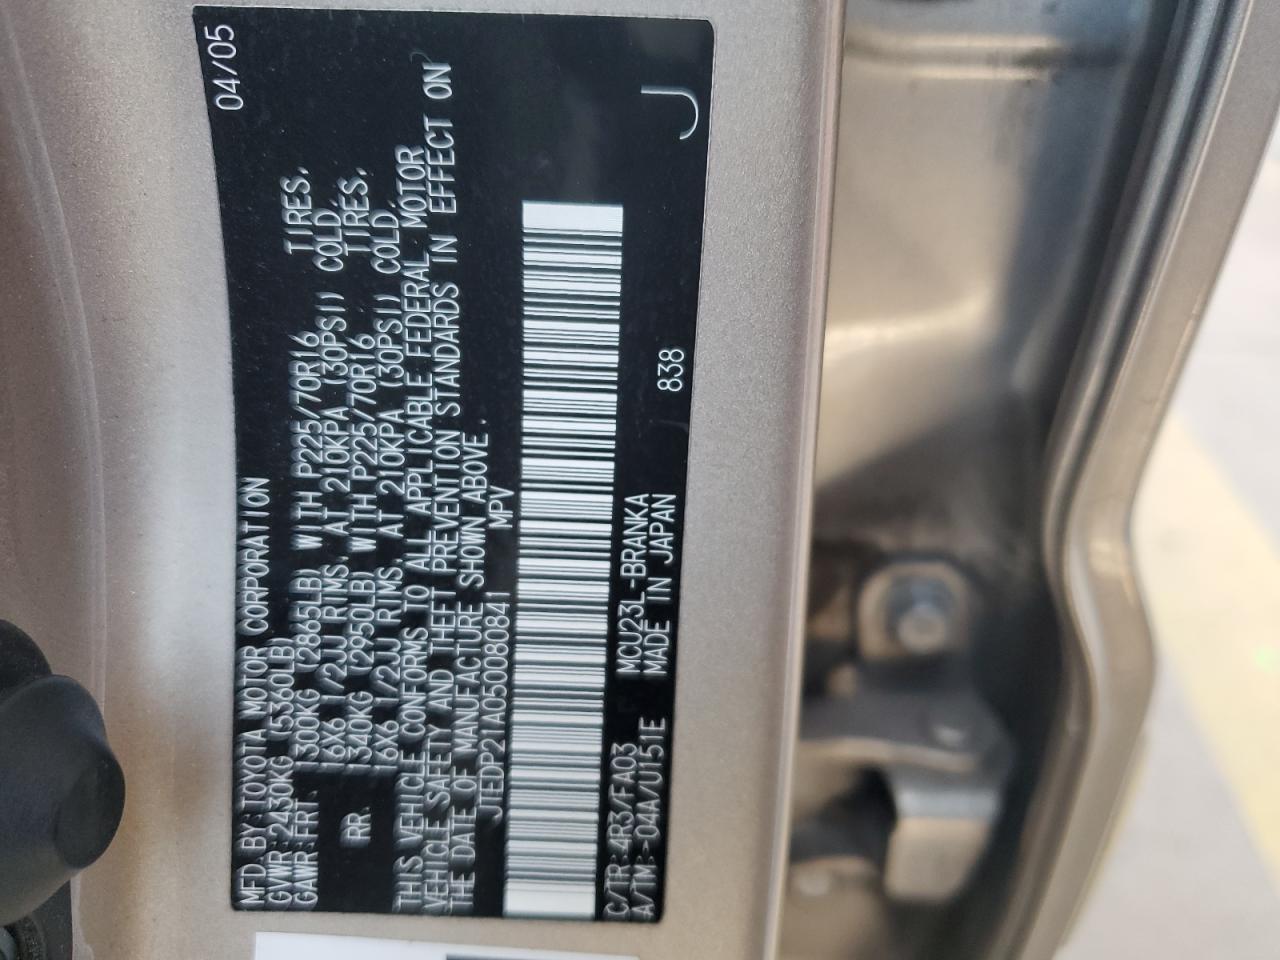 MFD. BY: TOYOTA MOTOR CORPORATION 04/05
GVWR: 2430KG (5360LB)
GAWR: FRT. 1300KG (2865LB) WITH P225/70R16 TIRES,
16X6 1/2JJ RIMS, AT 210KPA (30PSI) COLD,
RR. 1340KG (2950LB) WITH P225/70R16 TIRES,
16X6 1/2JJ RIMS, AT 210KPA (30PSI) COLD,
THIS VEHICLE CONFORMS TO ALL APPLICABLE FEDERAL MOTOR
VEHICLE SAFETY AND THEFT PREVENTION STANDARDS IN EFFECT ON
THE DATE OF MANUFACTURE SHOWN ABOVE.
JTEDP21A050080841 MPV
C/TR: 4R3/FA03 MCU23L-BRANKA
A/TM: -04A/U151E MADE IN JAPAN 838
J